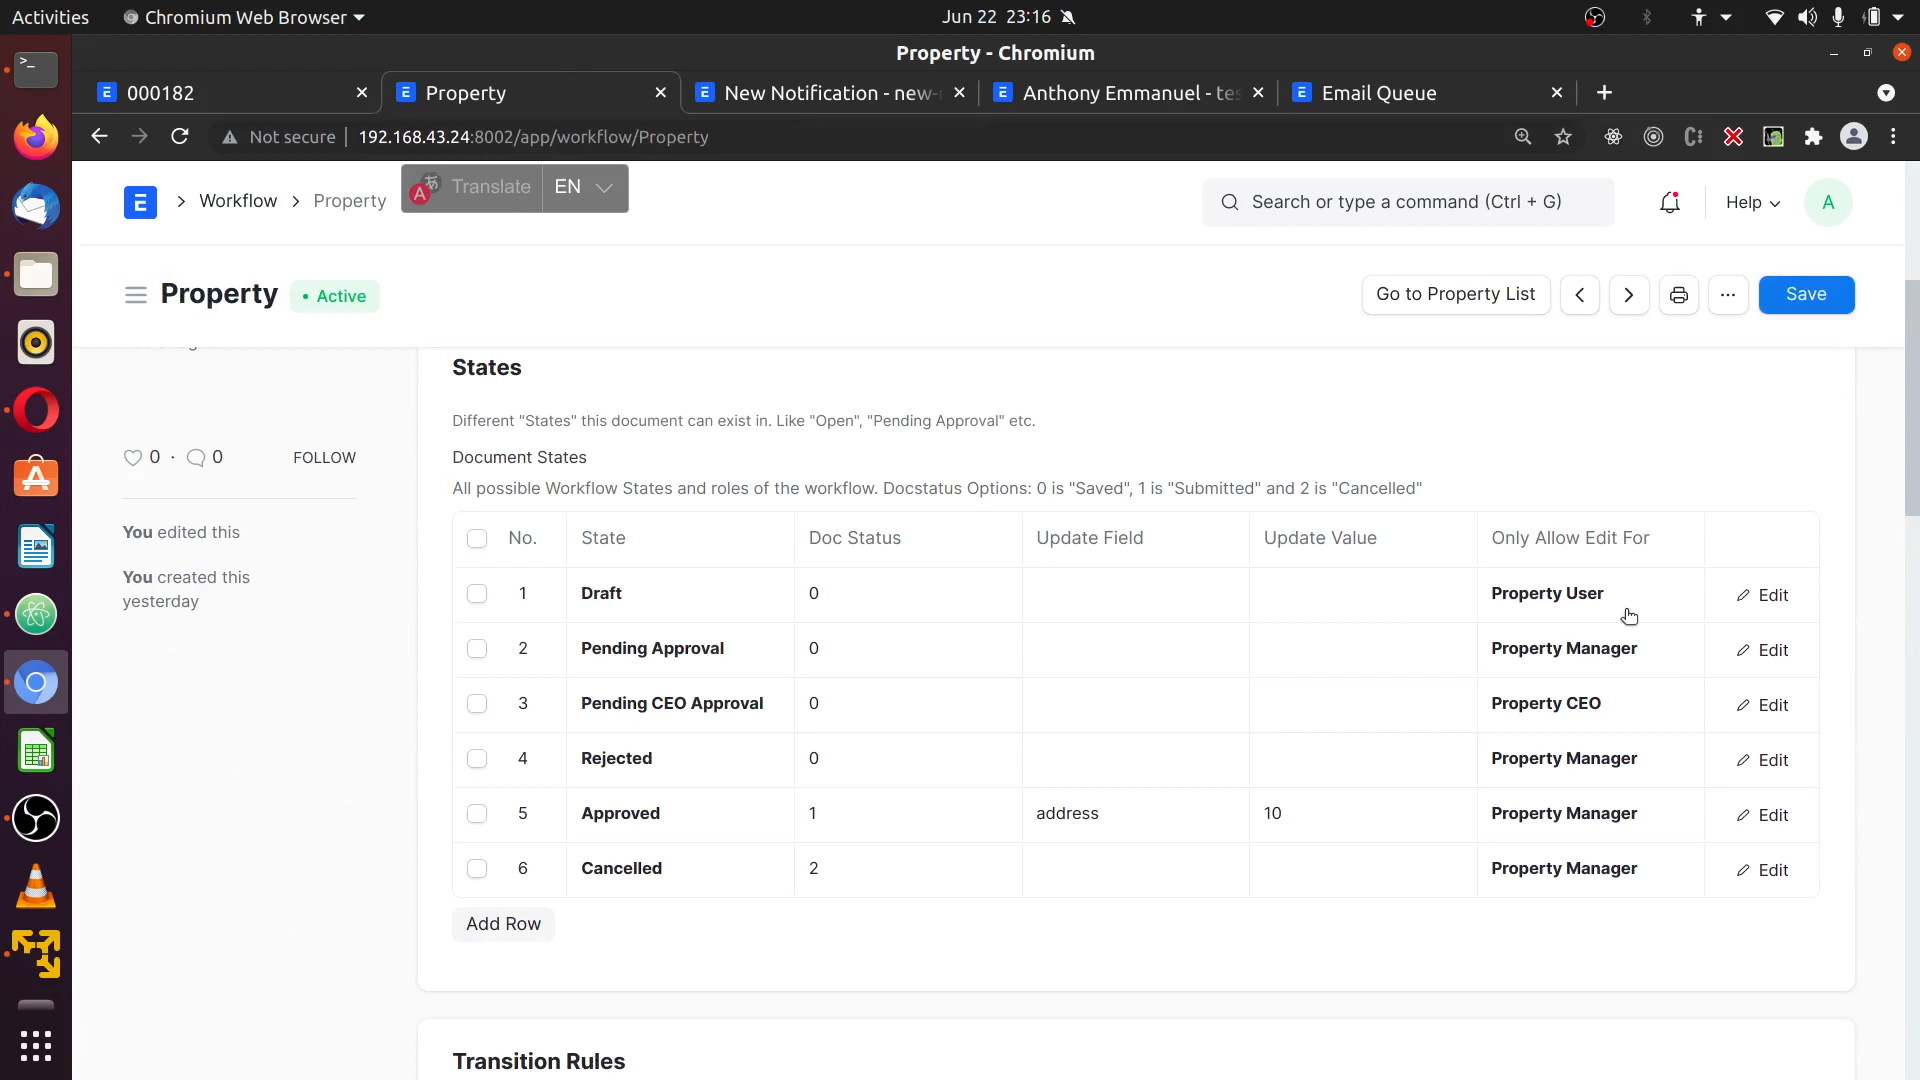 Activities Chromium Web Browser Jun 22 23:16
Property - Chromium
000182 Property New Notification - new- Anthony Emmanuel - tes Email Queue
Not secure 192.168.43.24:8002/app/workflow/Property
E > Workflow > Property Translate EN Search or type a command (Ctrl + G) Help A
Property • Active Go to Property List ... Save
States
Different "States" this document can exist in. Like "Open", "Pending Approval" etc.
0 · 0 FOLLOW
Document States
All possible Workflow States and roles of the workflow. Docstatus Options: 0 is "Saved", 1 is "Submitted" and 2 is "Cancelled"
You edited this
You created this
yesterday
No. State Doc Status Update Field Update Value Only Allow Edit For
1 Draft 0 Property User Edit
2 Pending Approval 0 Property Manager Edit
3 Pending CEO Approval 0 Property CEO Edit
4 Rejected 0 Property Manager Edit
5 Approved 1 address 10 Property Manager Edit
6 Cancelled 2 Property Manager Edit
Add Row
Transition Rules